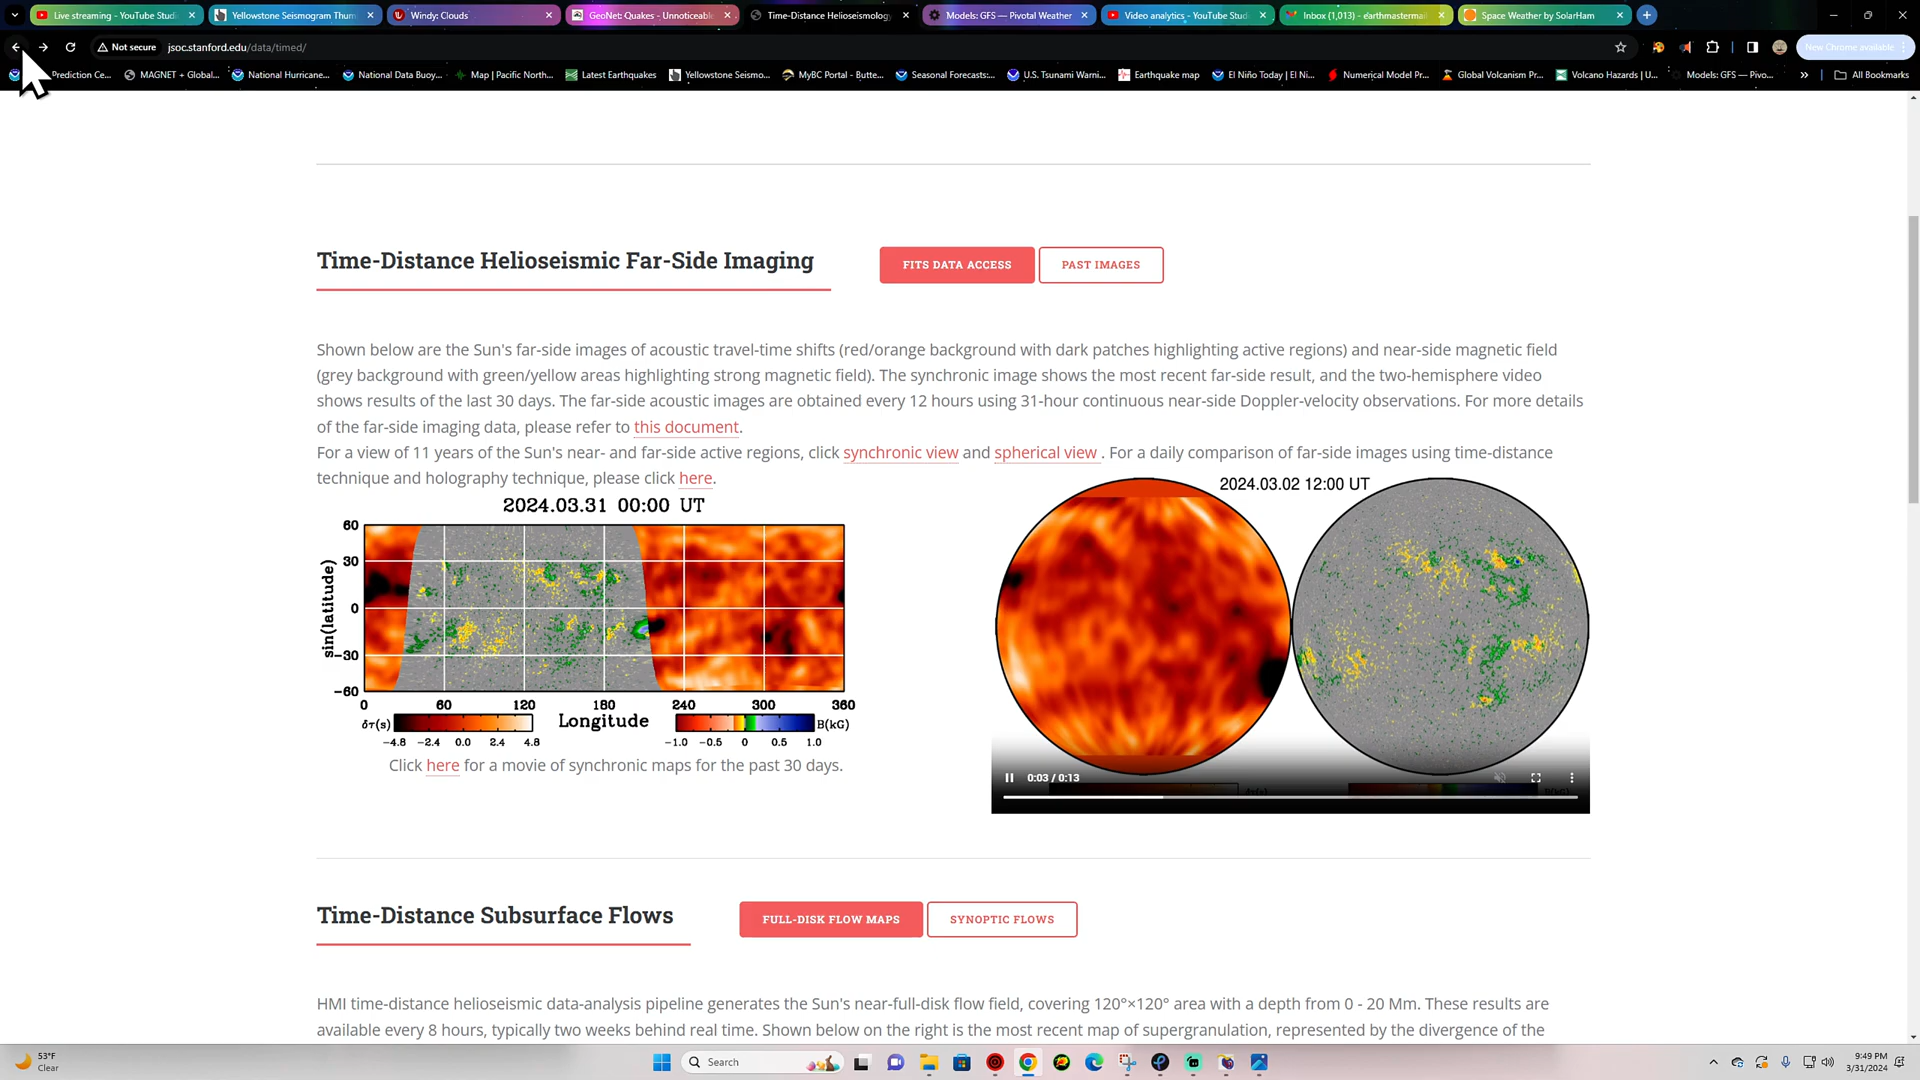 Live streaming - YouTube Studi
Yellowstone Seismogram Thum
Windy: Clouds
GeoNet: Quakes - Unnoticeable
Time-Distance Helioseismology
Models: GFS — Pivotal Weather
Video analytics - YouTube Stud
Inbox (1,013) - earthmastermai
Space Weather by SolarHam
Not secure
jsoc.stanford.edu/data/timed/
New Chrome available
Prediction Ce...
MAGNET + Global...
National Hurricane...
National Data Buoy...
Map | Pacific North...
Latest Earthquakes
Yellowstone Seismo...
MyBC Portal - Butte...
Seasonal Forecasts:...
U.S. Tsunami Warni...
Earthquake map
El Niño Today | El Ni...
Numerical Model Pr...
Global Volcanism Pr...
Volcano Hazards | U...
Models: GFS — Pivo...
All Bookmarks
Time-Distance Helioseismic Far-Side Imaging
FITS DATA ACCESS
PAST IMAGES
Shown below are the Sun's far-side images of acoustic travel-time shifts (red/orange background with dark patches highlighting active regions) and near-side magnetic field
(grey background with green/yellow areas highlighting strong magnetic field). The synchronic image shows the most recent far-side result, and the two-hemisphere video
shows results of the last 30 days. The far-side acoustic images are obtained every 12 hours using 31-hour continuous near-side Doppler-velocity observations. For more details
of the far-side imaging data, please refer to this document.
For a view of 11 years of the Sun's near- and far-side active regions, click synchronic view and spherical view . For a daily comparison of far-side images using time-distance
technique and holography technique, please click here.
2024.03.31 00:00 UT
60
30
0
-30
-60
sin(latitude)
0 60 120 180 240 300 360
Longitude
δτ(s)
-4.8 -2.4 0.0 2.4 4.8
B(kG)
-1.0 -0.5 0 0.5 1.0
Click here for a movie of synchronic maps for the past 30 days.
2024.03.02 12:00 UT
0:03 / 0:13
Time-Distance Subsurface Flows
FULL-DISK FLOW MAPS
SYNOPTIC FLOWS
HMI time-distance helioseismic data-analysis pipeline generates the Sun's near-full-disk flow field, covering 120°×120° area with a depth from 0 - 20 Mm. These results are
available every 8 hours, typically two weeks behind real time. Shown below on the right is the most recent map of supergranulation, represented by the divergence of the
53°F
Clear
Search
9:49 PM
3/31/2024